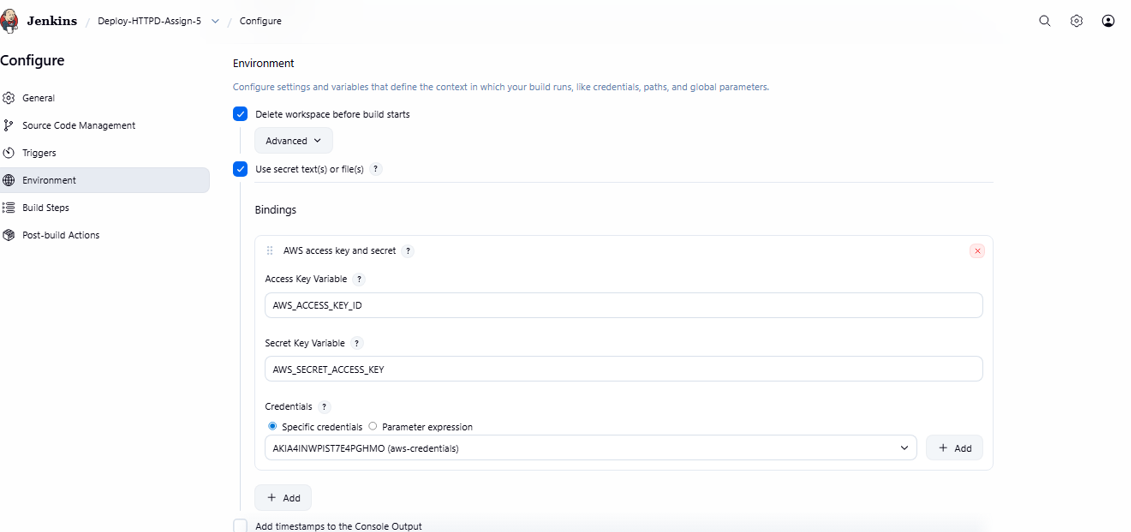 Jenkins / Deploy-HTTPD-Assign-5 / Configure
Configure
General
Source Code Management
Triggers
Environment
Build Steps
Post-build Actions
Environment
Configure settings and variables that define the context in which your build runs, like credentials, paths, and global parameters.
Delete workspace before build starts
Advanced
Use secret text(s) or file(s) ?
Bindings
AWS access key and secret ?
Access Key Variable ?
AWS_ACCESS_KEY_ID
Secret Key Variable ?
AWS_SECRET_ACCESS_KEY
Credentials ?
Specific credentials Parameter expression
AKIA4INWPIST7E4PGHMO (aws-credentials)
+ Add
+ Add
Add timestamps to the Console Output